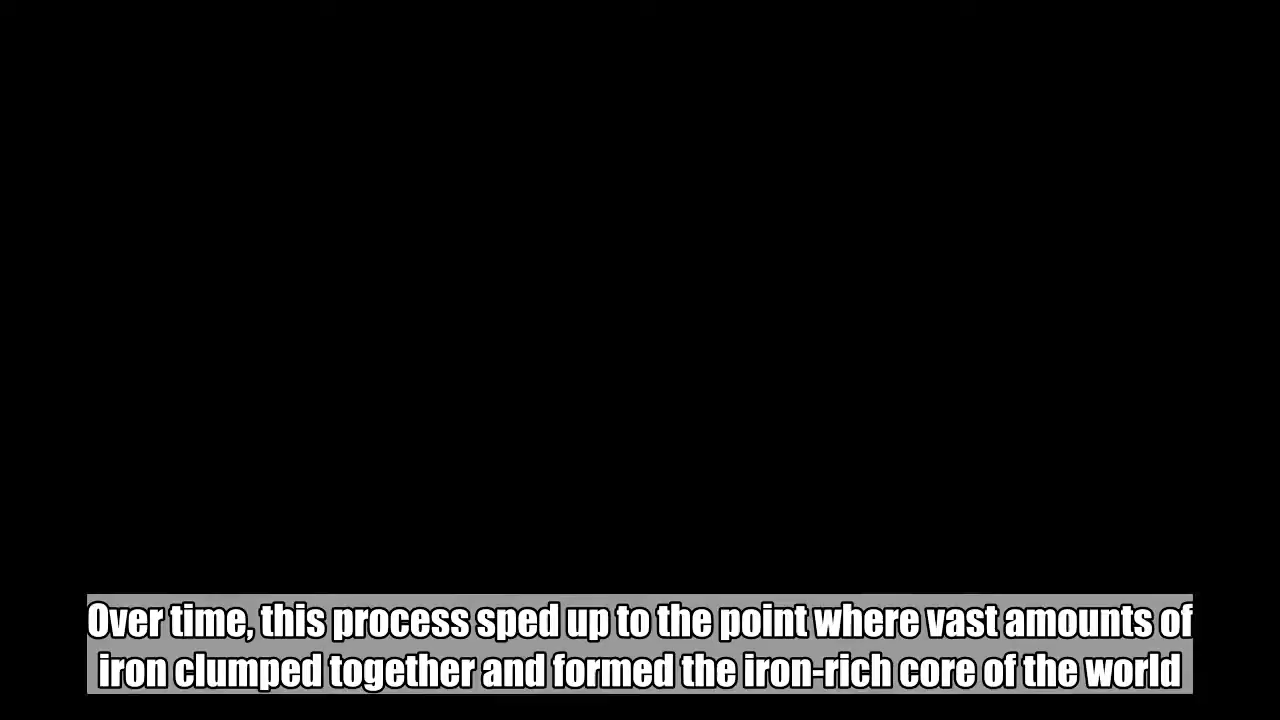 Over time, this process sped up to the point where vast amounts of
iron clumped together and formed the iron-rich core of the world